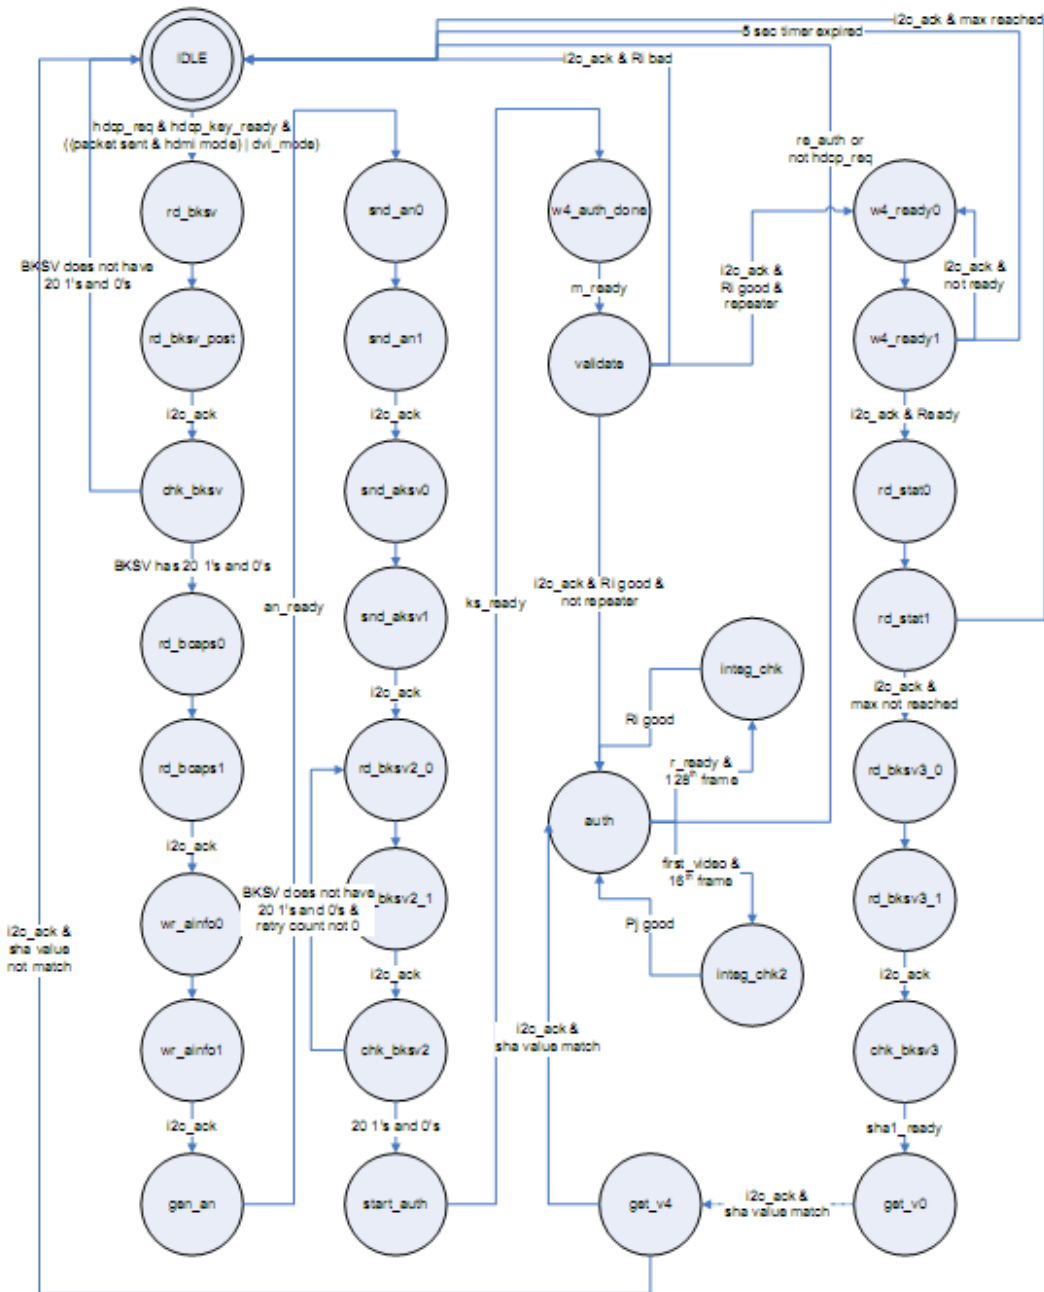 i2c_ack & max reached
5 sec timer expired
IDLE
i2c_ack & Ri bad
hdcp_req & hdcp_key_ready &
((packet sent & hdmi mode) | dvi_mode)
re_auth or
not hdcp_req
rd_bksv
snd_an0
w4_auth_done
w4_ready0
BKSV does not have
20 1's and 0's
i2c_ack &
Ri good &
repeater
i2c_ack &
not ready
m_ready
rd_bksv_post
snd_an1
validate
w4_ready1
i2c_ack
i2c_ack
i2c_ack & Ready
chk_bksv
snd_aksv0
rd_stat0
BKSV has 20 1's and 0's
an_ready
ks_ready
i2c_ack & Ri good &
not repeater
snd_aksv1
rd_stat1
rd_bcaps0
integ_chk
i2c_ack
i2c_ack &
max not reached
Ri good
rd_bcaps1
rd_bksv2_0
r_ready &
128th frame
rd_bksv3_0
auth
i2c_ack
first_video &
16th frame
BKSV does not have
20 1's and 0's &
retry count not 0
_bksv2_1
rd_bksv3_1
wr_ainfo0
Pj good
i2c_ack &
sha value
not match
i2c_ack
integ_chk2
i2c_ack
wr_ainfo1
chk_bksv2
i2c_ack &
sha value match
chk_bksv3
i2c_ack
20 1's and 0's
sha1_ready
gen_an
start_auth
get_v4
i2c_ack &
sha value match
get_v0